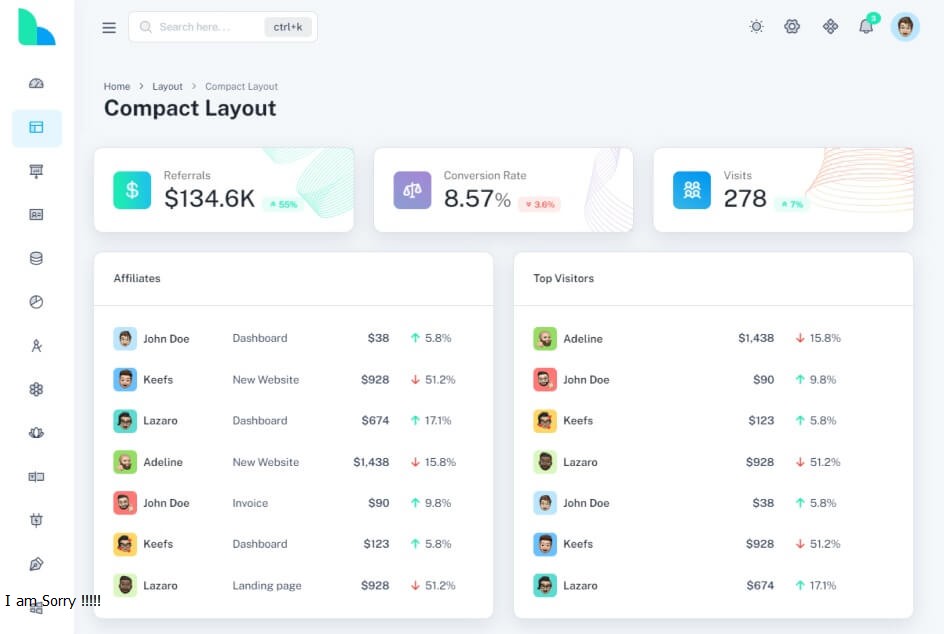 Search here... ctrl+k
3
Home > Layout > Compact Layout
Compact Layout
Referrals
$134.6K 55%
Conversion Rate
8.57% 3.6%
Visits
278 7%
Affiliates
John Doe Dashboard $38 ↑ 5.8%
Keefs New Website $928 ↓ 51.2%
Lazaro Dashboard $674 ↑ 17.1%
Adeline New Website $1,438 ↓ 15.8%
John Doe Invoice $90 ↑ 9.8%
Keefs Dashboard $123 ↑ 5.8%
Lazaro Landing page $928 ↓ 51.2%
Top Visitors
Adeline $1,438 ↓ 15.8%
John Doe $90 ↑ 9.8%
Keefs $123 ↑ 5.8%
Lazaro $928 ↓ 51.2%
John Doe $38 ↑ 5.8%
Keefs $928 ↓ 51.2%
Lazaro $674 ↑ 17.1%
I am Sorry !!!!!